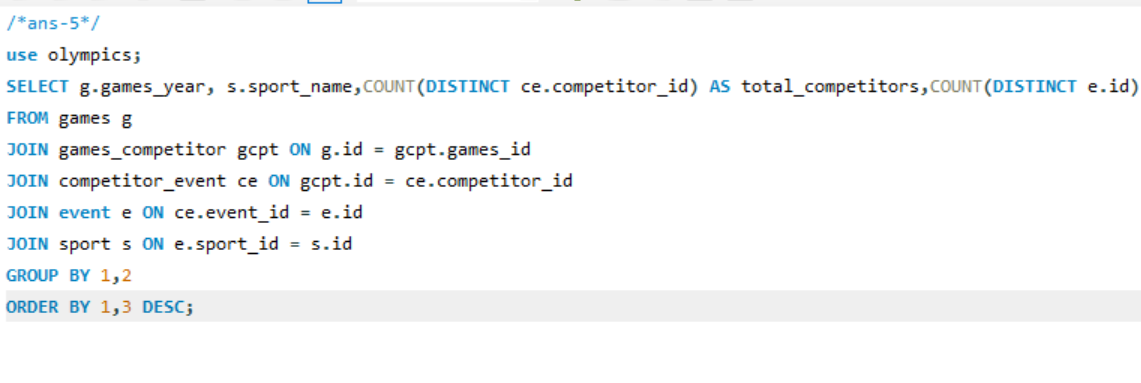 /*ans-5*/
use olympics;
SELECT g.games_year, s.sport_name,COUNT(DISTINCT ce.competitor_id) AS total_competitors,COUNT(DISTINCT e.id)
FROM games g
JOIN games_competitor gcpt ON g.id = gcpt.games_id
JOIN competitor_event ce ON gcpt.id = ce.competitor_id
JOIN event e ON ce.event_id = e.id
JOIN sport s ON e.sport_id = s.id
GROUP BY 1,2
ORDER BY 1,3 DESC;